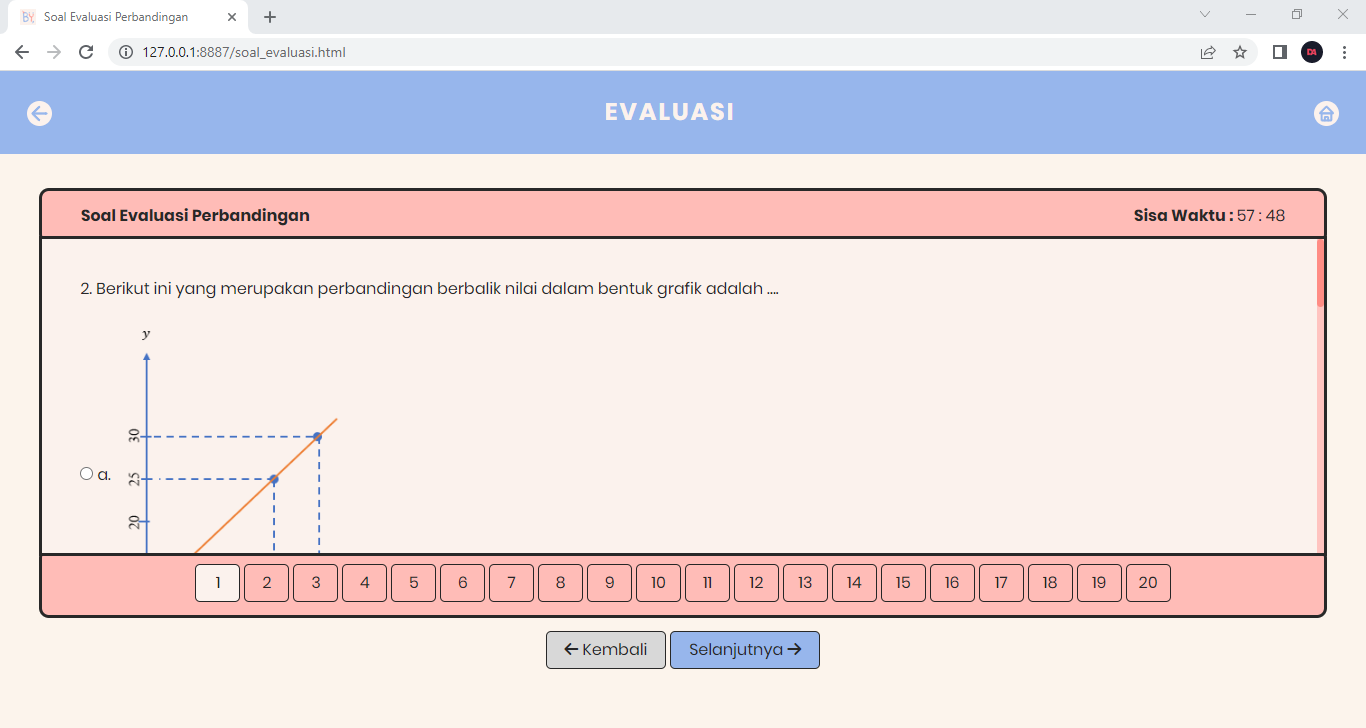 Soal Evaluasi Perbandingan
127.0.0.1:8887/soal_evaluasi.html
EVALUASI
Soal Evaluasi Perbandingan
Sisa Waktu : 57 : 48
2. Berikut ini yang merupakan perbandingan berbalik nilai dalam bentuk grafik adalah ....
y
30
a.
25
20
1 2 3 4 5 6 7 8 9 10 11 12 13 14 15 16 17 18 19 20
Kembali
Selanjutnya